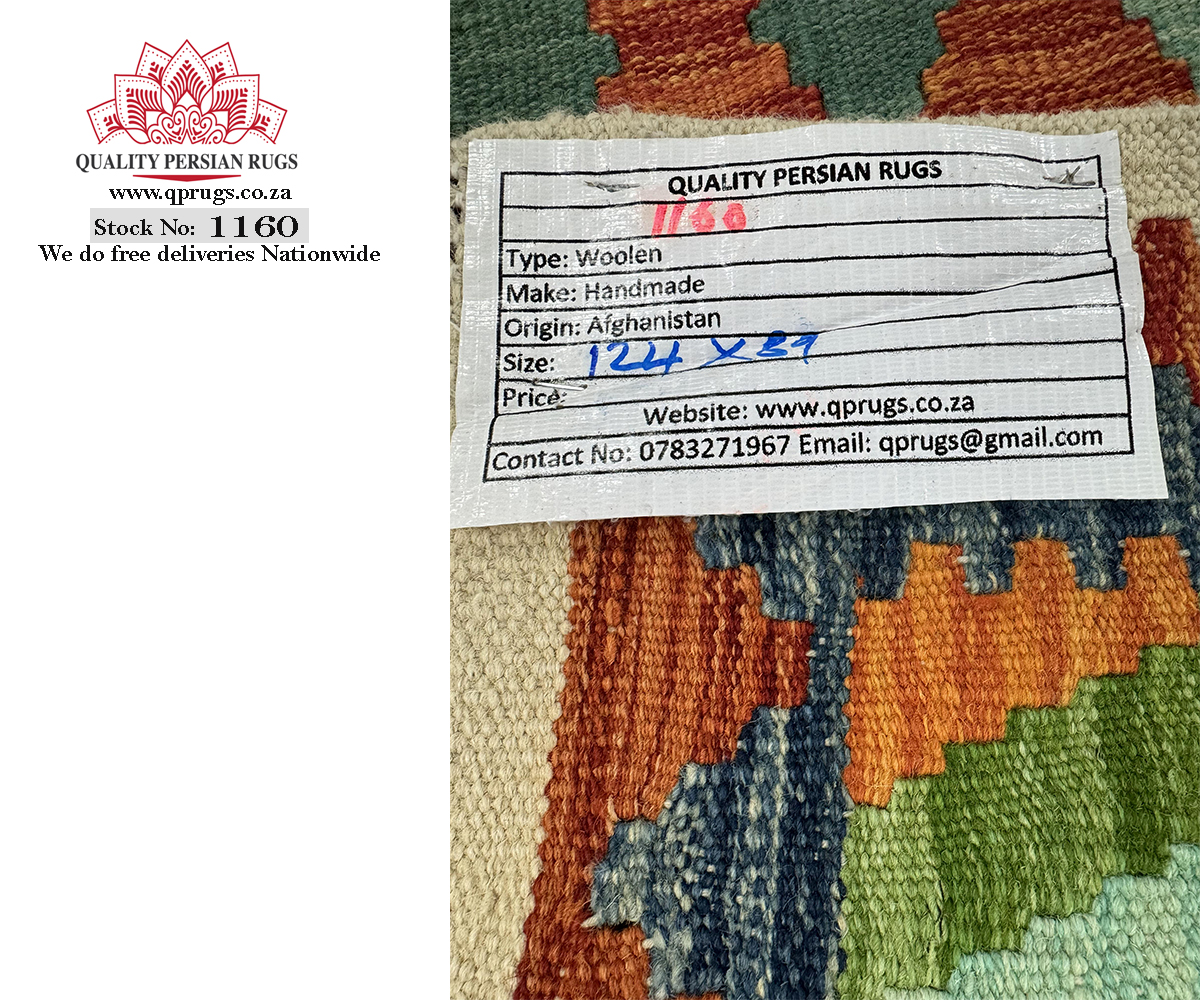 QUALITY PERSIAN RUGS
www.qprugs.co.za
Stock No: 1160
We do free deliveries Nationwide
QUALITY PERSIAN RUGS
1160
Type: Woolen
Make: Handmade
Origin: Afghanistan
Size: 124 X 89
Price:
Website: www.qprugs.co.za
Contact No: 0783271967 Email: qprugs@gmail.com